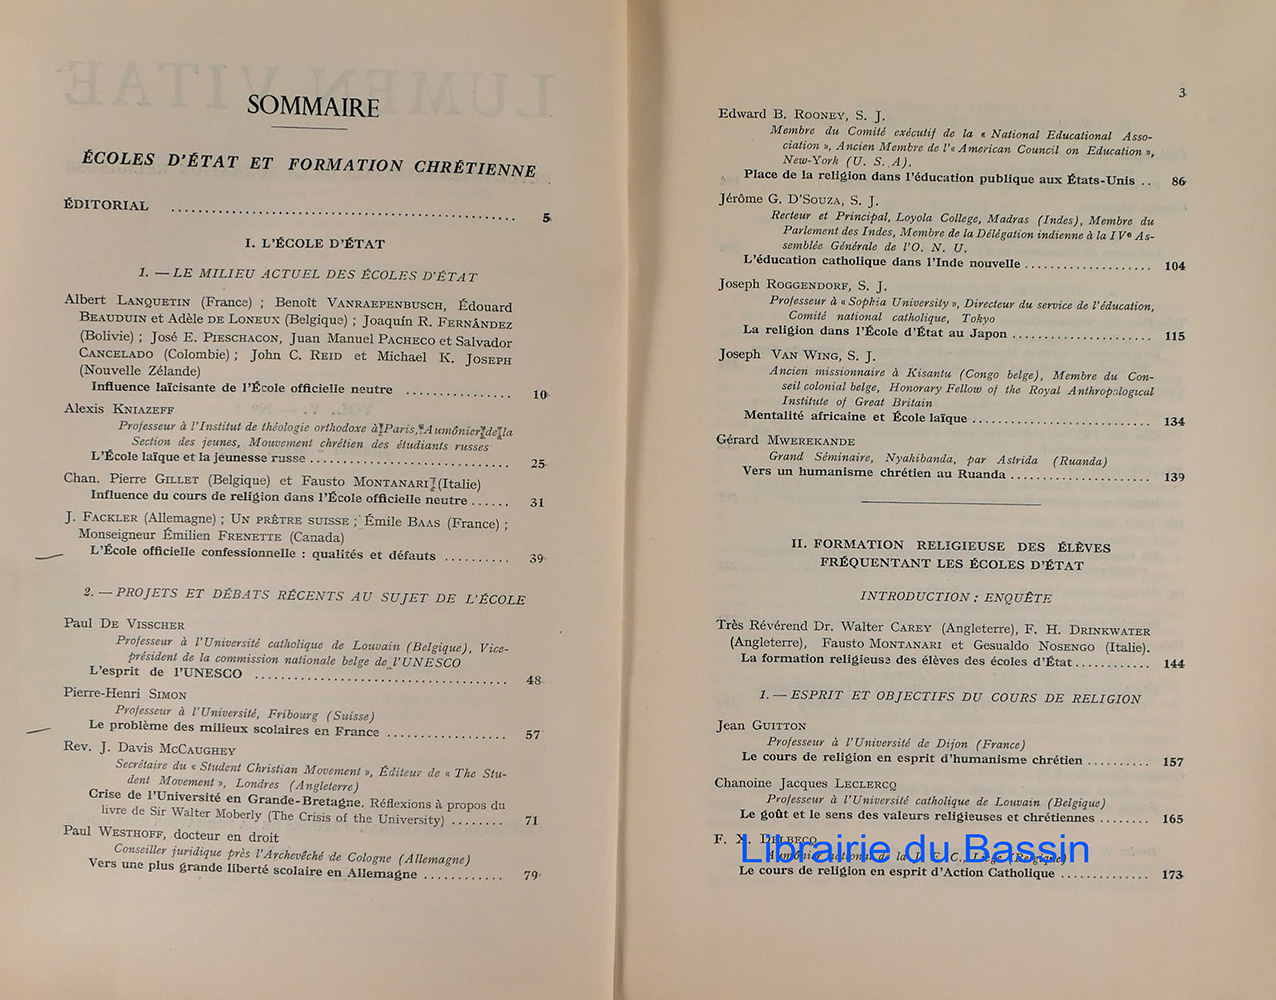 SOMMAIRE
ÉCOLES D'ÉTAT ET FORMATION CHRÉTIENNE
ÉDITORIAL ........ 5
I. L'ÉCOLE D'ÉTAT
1. — LE MILIEU ACTUEL DES ÉCOLES D'ÉTAT
Albert LANQUETIN (France) ; Benoît VANRAEPENBUSCH, Édouard
BEAUDUIN et Adèle DE LONEUX (Belgique) ; Joaquín R. FERNÁNDEZ
(Bolivie) ; José E. PIESCHACON, Juan Manuel PACHECO et Salvador
CANCELADO (Colombie) ; John C. REID et Michael K. JOSEPH
(Nouvelle Zélande)
Influence laïcisante de l'École officielle neutre ........ 10
Alexis KNIAZEFF
Professeur à l'Institut de théologie orthodoxe à Paris, Aumônier de la
Section des jeunes, Mouvement chrétien des étudiants russes
L'École laïque et la jeunesse russe ........ 25
Chan. Pierre GILLET (Belgique) et Fausto MONTANARI (Italie)
Influence du cours de religion dans l'École officielle neutre ...... 31
J. FACKLER (Allemagne) ; UN PRÊTRE SUISSE ; Émile BAAS (France) ;
Monseigneur Émilien FRENETTE (Canada)
L'École officielle confessionnelle : qualités et défauts .......... 39
2. — PROJETS ET DÉBATS RÉCENTS AU SUJET DE L'ÉCOLE
Paul DE VISSCHER
Professeur à l'Université catholique de Louvain (Belgique), Vice-
président de la commission nationale belge de l'UNESCO
L'esprit de l'UNESCO ........ 48
Pierre-Henri SIMON
Professeur à l'Université, Fribourg (Suisse)
Le problème des milieux scolaires en France ........ 57
Rev. J. Davis MCCAUGHEY
Secrétaire du « Student Christian Movement », Éditeur de « The Stu-
dent Movement », Londres (Angleterre)
Crise de l'Université en Grande-Bretagne. Réflexions à propos du
livre de Sir Walter Moberly (The Crisis of the University) ........ 71
Paul WESTHOFF, docteur en droit
Conseiller juridique près l'Archevêché de Cologne (Allemagne)
Vers une plus grande liberté scolaire en Allemagne ........ 79
3
Edward B. ROONEY, S. J.
Membre du Comité exécutif de la « National Educational Asso-
ciation », Ancien Membre de l'« American Council on Education »,
New-York (U. S. A).
Place de la religion dans l'éducation publique aux États-Unis .. 86
Jérôme G. D'SOUZA, S. J.
Recteur et Principal, Loyola College, Madras (Indes), Membre du
Parlement des Indes, Membre de la Délégation indienne à la IVe As-
semblée Générale de l'O. N. U.
L'éducation catholique dans l'Inde nouvelle ........ 104
Joseph ROGGENDORF, S. J.
Professeur à « Sophia University », Directeur du service de l'éducation,
Comité national catholique, Tokyo
La religion dans l'École d'État au Japon ........ 115
Joseph VAN WING, S. J.
Ancien missionnaire à Kisantu (Congo belge), Membre du Con-
seil colonial belge, Honorary Fellow of the Royal Anthropological
Institute of Great Britain
Mentalité africaine et École laïque ........ 134
Gérard MWEREKANDE
Grand Séminaire, Nyakibanda, par Astrida (Ruanda)
Vers un humanisme chrétien au Ruanda ........ 139
II. FORMATION RELIGIEUSE DES ÉLÈVES
FRÉQUENTANT LES ÉCOLES D'ÉTAT
INTRODUCTION : ENQUÊTE
Très Révérend Dr. Walter CAREY (Angleterre), F. H. DRINKWATER
(Angleterre), Fausto MONTANARI et Gesualdo NOSENGO (Italie).
La formation religieuse des élèves des écoles d'État ........ 144
1. — ESPRIT ET OBJECTIFS DU COURS DE RELIGION
Jean GUITTON
Professeur à l'Université de Dijon (France)
Le cours de religion en esprit d'humanisme chrétien .......... 157
Chanoine Jacques LECLERCQ
Professeur à l'Université catholique de Louvain (Belgique)
Le goût et le sens des valeurs religieuses et chrétiennes ........ 165
F. X. DELBECQ
Librairie du Bassin
Aumônier national de la J. E. C., Liège (Belgique)
Le cours de religion en esprit d'Action Catholique ........ 173